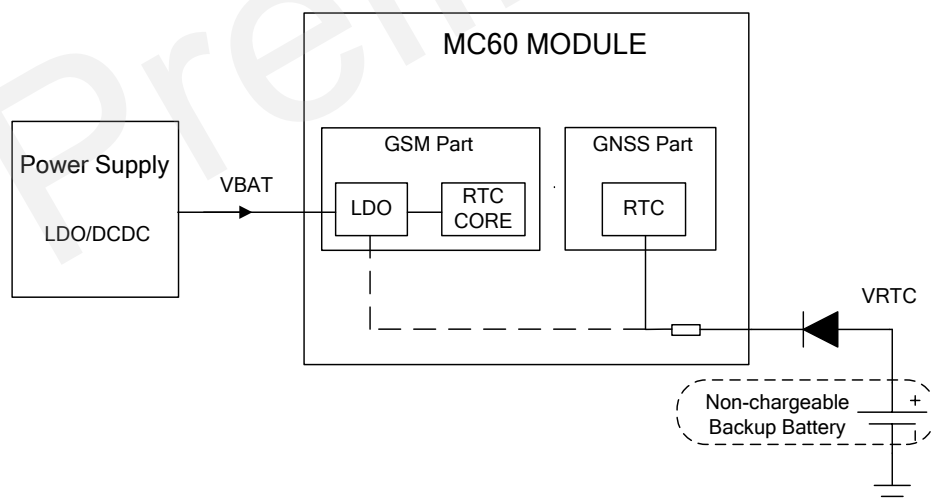 MC60 MODULE
Power Supply
LDO/DCDC
VBAT
GSM Part
LDO
RTC
CORE
GNSS Part
RTC
VRTC
Non-chargeable
Backup Battery
+